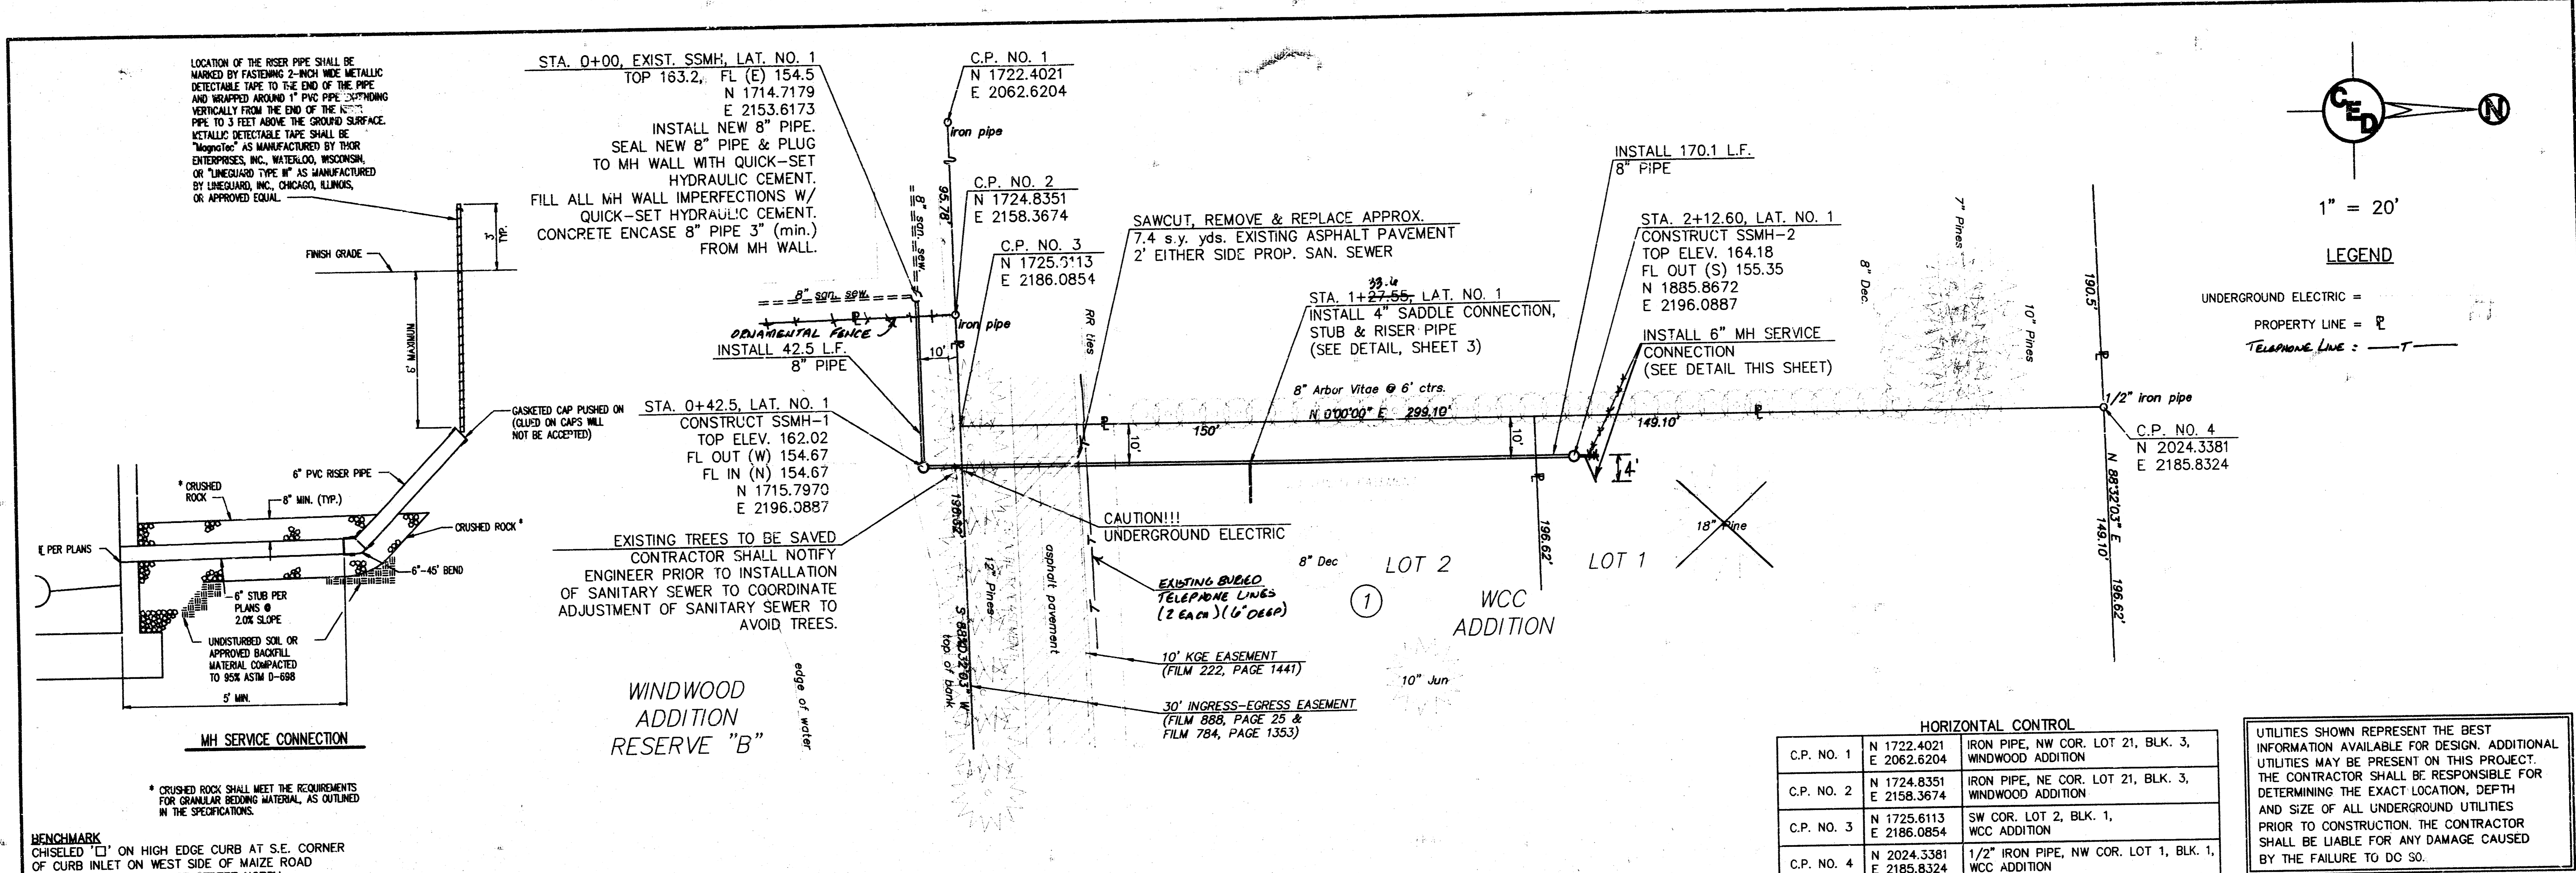 LOCATION OF THE RISER PIPE SHALL BE
MARKED BY FASTENING 2-INCH WIDE METALLIC
DETECTABLE TAPE TO THE END OF THE PIPE
AND WRAPPED AROUND 1" PVC PIPE EXTENDING
VERTICALLY FROM THE END OF THE
PIPE TO 3 FEET ABOVE THE GROUND SURFACE.
METALLIC DETECTABLE TAPE SHALL BE
"MagnaTec" AS MANUFACTURED BY THOR
ENTERPRISES, INC., WATERLOO, WISCONSIN,
OR "LINEGUARD TYPE III" AS MANUFACTURED
BY LINEGUARD, INC., CHICAGO, ILLINOIS,
OR APPROVED EQUAL
3'
TYP.
FINISH GRADE
3' MAXIMUM
GASKETED CAP PUSHED ON
(GLUED ON CAPS WILL
NOT BE ACCEPTED)
6" PVC RISER PIPE
* CRUSHED
ROCK
8" MIN. (TYP.)
CRUSHED ROCK *
E PER PLANS
6"-45° BEND
6" STUB PER
PLANS @
2.0% SLOPE
UNDISTURBED SOIL OR
APPROVED BACKFILL
MATERIAL COMPACTED
TO 95% ASTM D-698
5' MIN.
MH SERVICE CONNECTION
* CRUSHED ROCK SHALL MEET THE REQUIREMENTS
FOR GRANULAR BEDDING MATERIAL, AS OUTLINED
IN THE SPECIFICATIONS.
BENCHMARK
CHISELED '□' ON HIGH EDGE CURB AT S.E. CORNER
OF CURB INLET ON WEST SIDE OF MAIZE ROAD
STA. 0+00, EXIST. SSMH, LAT. NO. 1
TOP 163.2, FL (E) 154.5
N 1714.7179
E 2153.6173
INSTALL NEW 8" PIPE.
SEAL NEW 8" PIPE & PLUG
TO MH WALL WITH QUICK-SET
HYDRAULIC CEMENT.
FILL ALL MH WALL IMPERFECTIONS W/
QUICK-SET HYDRAULIC CEMENT.
CONCRETE ENCASE 8" PIPE 3" (min.)
FROM MH WALL.
8" san. sew.
8" san. sew.
ORNAMENTAL FENCE
INSTALL 42.5 L.F.
8" PIPE
STA. 0+42.5, LAT. NO. 1
CONSTRUCT SSMH-1
TOP ELEV. 162.02
FL OUT (W) 154.67
FL IN (N) 154.67
N 1715.7970
E 2196.0887
EXISTING TREES TO BE SAVED
CONTRACTOR SHALL NOTIFY
ENGINEER PRIOR TO INSTALLATION
OF SANITARY SEWER TO COORDINATE
ADJUSTMENT OF SANITARY SEWER TO
AVOID TREES.
WINDWOOD
ADDITION
RESERVE "B"
edge of water
C.P. NO. 1
N 1722.4021
E 2062.6204
iron pipe
95.78'
C.P. NO. 2
N 1724.8351
E 2158.3674
C.P. NO. 3
N 1725.6113
E 2186.0854
iron pipe
10'
196.62'
S 88°32'03" W
top of bank
12" Pines
asphalt pavement
RR ties
SAWCUT, REMOVE & REPLACE APPROX.
7.4 s.y. yds. EXISTING ASPHALT PAVEMENT
2' EITHER SIDE PROP. SAN. SEWER
33.6
STA. 1+27.55, LAT. NO. 1
INSTALL 4" SADDLE CONNECTION,
STUB & RISER PIPE
(SEE DETAIL, SHEET 3)
8" Arbor Vitae @ 6' ctrs.
N 0°00'00" E 299.10'
150'
149.10'
10'
10'
4'
CAUTION!!!
UNDERGROUND ELECTRIC
EXISTING BURIED
TELEPHONE LINES
(2 EACH) (6" DEEP)
10' KGE EASEMENT
(FILM 222, PAGE 1441)
30' INGRESS-EGRESS EASEMENT
(FILM 888, PAGE 25 &
FILM 784, PAGE 1353)
8" Dec
LOT 2
1
WCC
ADDITION
10" Jun
196.62'
LOT 1
18" Pine
INSTALL 170.1 L.F.
8" PIPE
STA. 2+12.60, LAT. NO. 1
CONSTRUCT SSMH-2
TOP ELEV. 164.18
FL OUT (S) 155.35
N 1885.8672
E 2196.0887
INSTALL 6" MH SERVICE
CONNECTION
(SEE DETAIL THIS SHEET)
8" Dec.
7" Pines
10" Pines
190.5'
1/2" iron pipe
C.P. NO. 4
N 2024.3381
E 2185.8324
N 88°32'03" E
149.10'
196.62'
CED
N
1" = 20'
LEGEND
UNDERGROUND ELECTRIC =
PROPERTY LINE = ℄
TELEPHONE LINE : —T—
HORIZONTAL CONTROL
C.P. NO. 1
N 1722.4021
E 2062.6204
IRON PIPE, NW COR. LOT 21, BLK. 3,
WINDWOOD ADDITION
C.P. NO. 2
N 1724.8351
E 2158.3674
IRON PIPE, NE COR. LOT 21, BLK. 3,
WINDWOOD ADDITION
C.P. NO. 3
N 1725.6113
E 2186.0854
SW COR. LOT 2, BLK. 1,
WCC ADDITION
C.P. NO. 4
N 2024.3381
E 2185.8324
1/2" IRON PIPE, NW COR. LOT 1, BLK. 1,
WCC ADDITION
UTILITIES SHOWN REPRESENT THE BEST
INFORMATION AVAILABLE FOR DESIGN. ADDITIONAL
UTILITIES MAY BE PRESENT ON THIS PROJECT.
THE CONTRACTOR SHALL BE RESPONSIBLE FOR
DETERMINING THE EXACT LOCATION, DEPTH
AND SIZE OF ALL UNDERGROUND UTILITIES
PRIOR TO CONSTRUCTION. THE CONTRACTOR
SHALL BE LIABLE FOR ANY DAMAGE CAUSED
BY THE FAILURE TO DO SO.